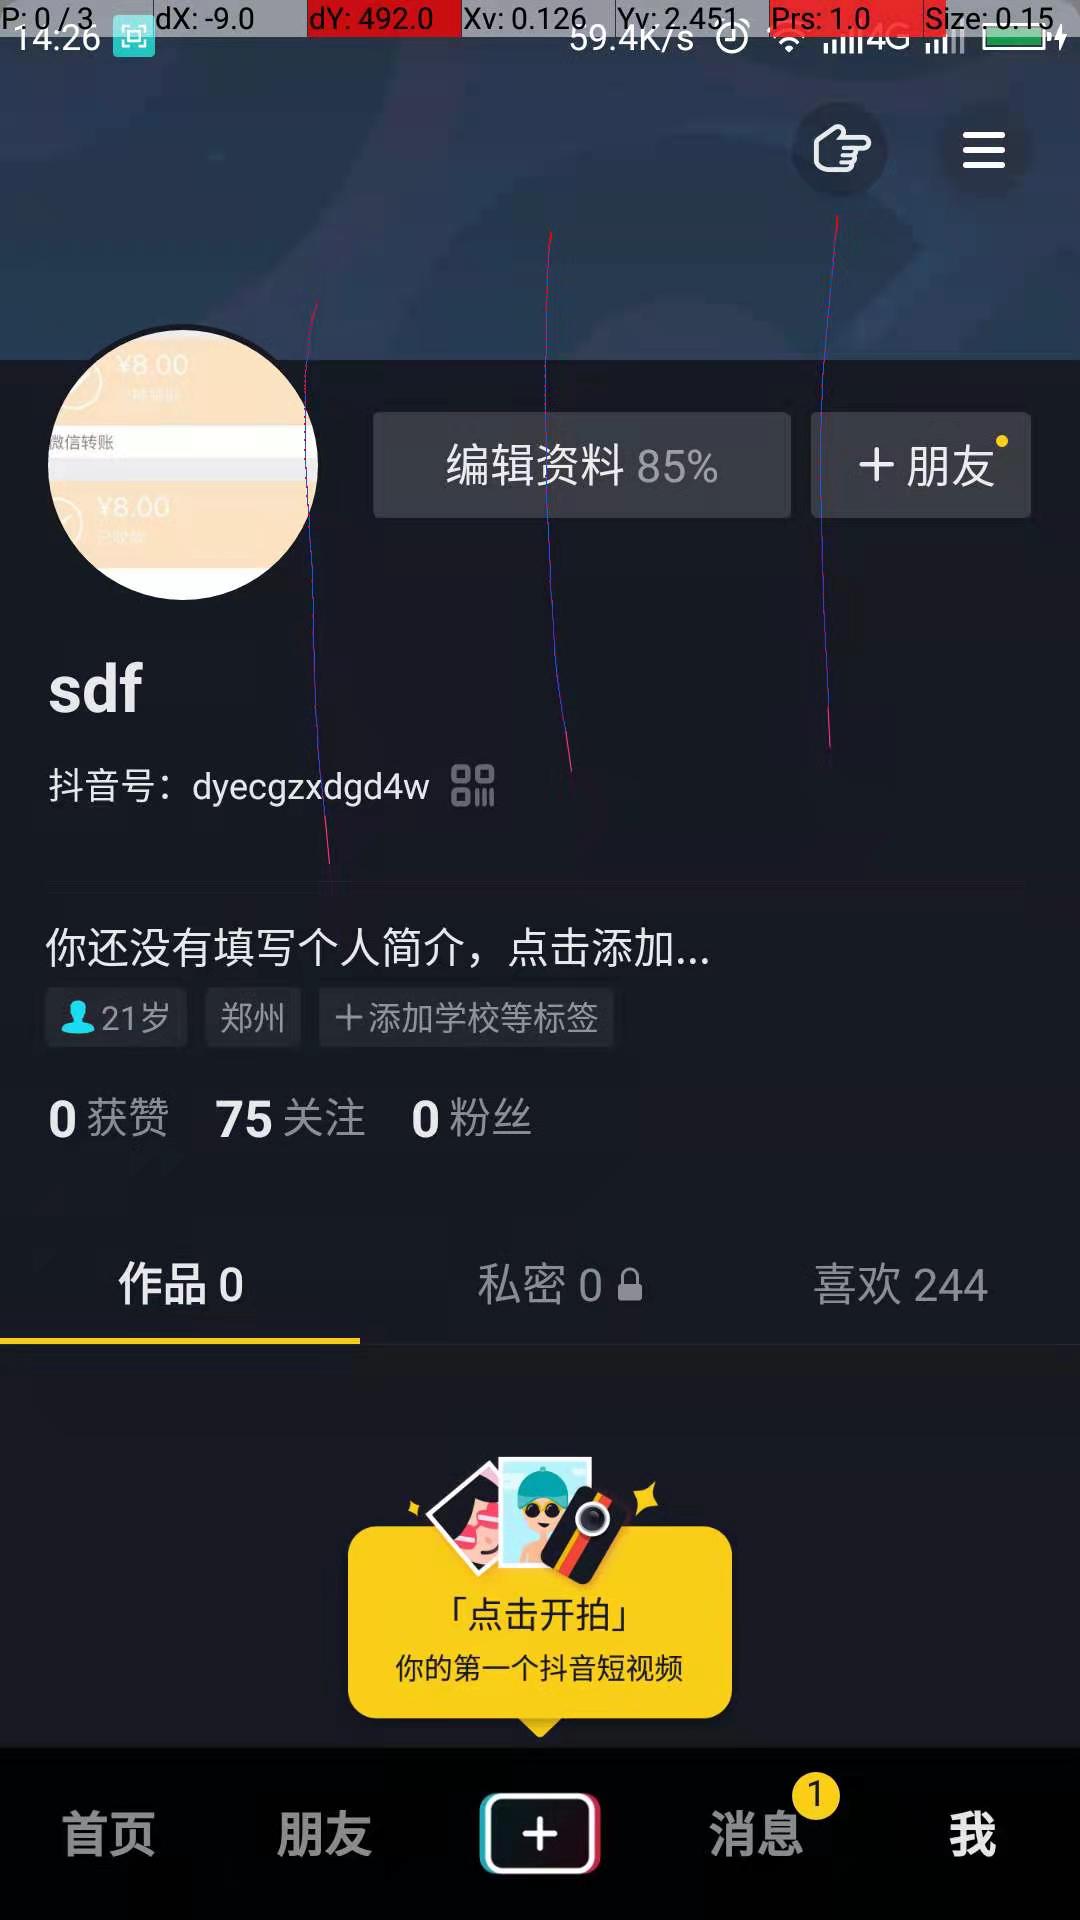 P: 0 / 3 dX: -9.0 dY: 492.0 Xv: 0.126 Yv: 2.451 Prs: 1.0 Size: 0.15
14:26 59.4K/s 4G
¥8.00
微信转账
¥8.00
编辑资料 85% +朋友
sdf
抖音号: dyecgzxdgd4w
你还没有填写个人简介，点击添加...
21岁 郑州 +添加学校等标签
0 获赞 75 关注 0 粉丝
作品 0 私密 0 喜欢 244
「点击开拍」
你的第一个抖音短视频
首页 朋友 + 消息 1 我